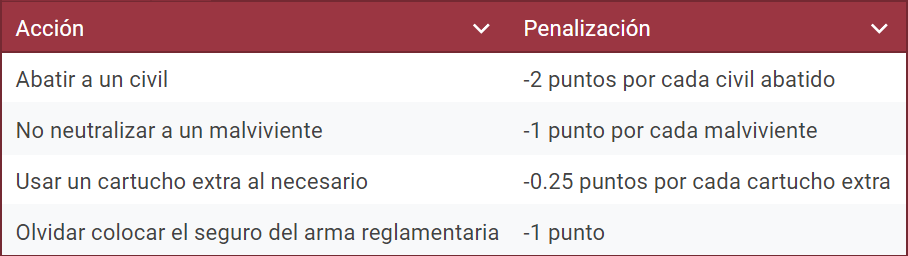 Acción Penalización
Abatir a un civil -2 puntos por cada civil abatido
No neutralizar a un malviviente -1 punto por cada malviviente
Usar un cartucho extra al necesario -0.25 puntos por cada cartucho extra
Olvidar colocar el seguro del arma reglamentaria -1 punto